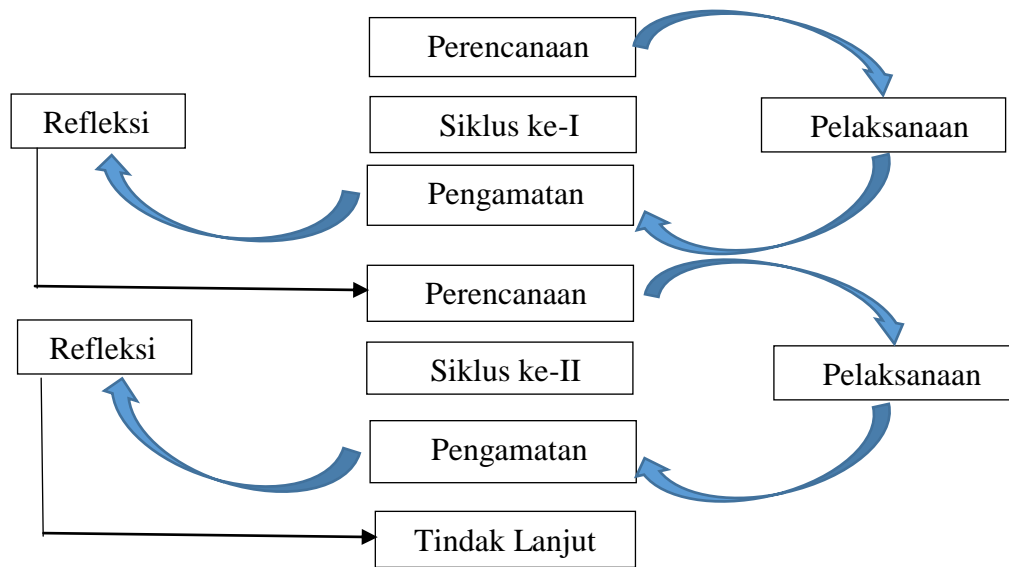 Perencanaan
Refleksi
Siklus ke-I
Pelaksanaan
Pengamatan
Perencanaan
Refleksi
Siklus ke-II
Pelaksanaan
Pengamatan
Tindak Lanjut